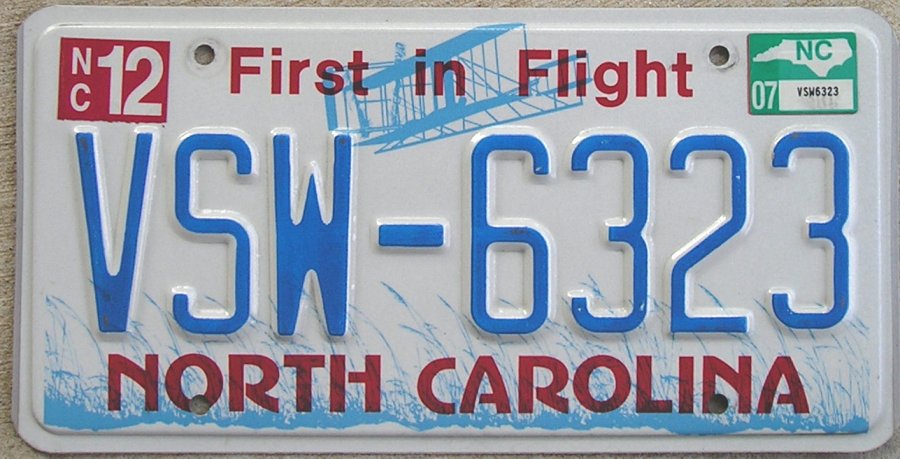 NC 12
First in Flight
NC
07 VSW6323
VSW-6323
NORTH CAROLINA